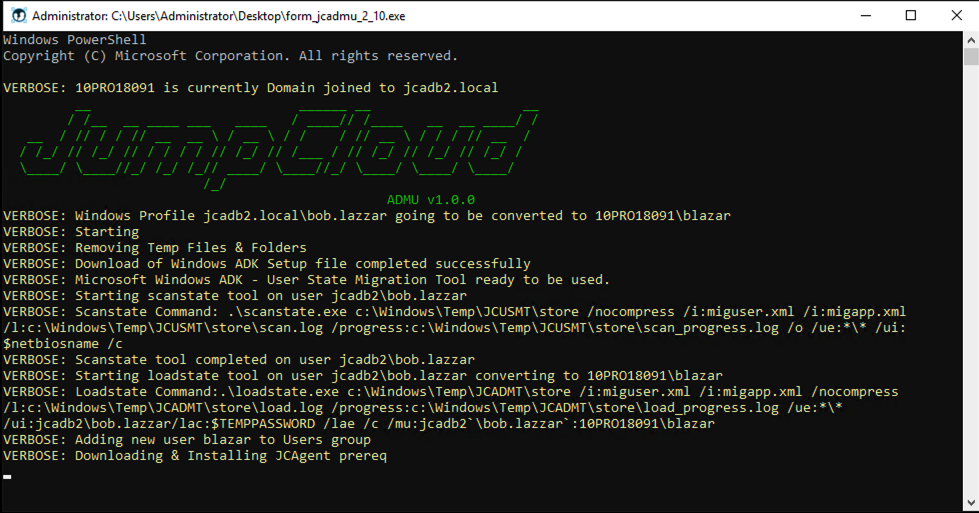 Administrator: C:\Users\Administrator\Desktop\form_jcadmu_2_10.exe
Windows PowerShell
Copyright (C) Microsoft Corporation. All rights reserved.
VERBOSE: 10PRO18091 is currently Domain joined to jcadb2.local
JumpCloud
ADMU v1.0.0
VERBOSE: Windows Profile jcadb2.local\bob.lazzar going to be converted to 10PRO18091\blazar
VERBOSE: Starting
VERBOSE: Removing Temp Files & Folders
VERBOSE: Download of Windows ADK Setup file completed successfully
VERBOSE: Microsoft Windows ADK - User State Migration Tool ready to be used.
VERBOSE: Starting scanstate tool on user jcadb2\bob.lazzar
VERBOSE: Scanstate Command: .\scanstate.exe c:\Windows\Temp\JCUSMT\store /nocompress /i:miguser.xml /i:migapp.xml
/l:c:\Windows\Temp\JCUSMT\store\scan.log /progress:c:\Windows\Temp\JCUSMT\store\scan_progress.log /o /ue:*\* /ui:
$netbiosname /c
VERBOSE: Scanstate tool completed on user jcadb2\bob.lazzar
VERBOSE: Starting loadstate tool on user jcadb2\bob.lazzar converting to 10PRO18091\blazar
VERBOSE: Loadstate Command:.\loadstate.exe c:\Windows\Temp\JCADMT\store /i:miguser.xml /i:migapp.xml /nocompress
/l:c:\Windows\Temp\JCADMT\store\load.log /progress:c:\Windows\Temp\JCADMT\store\load_progress.log /ue:*\*
/ui:jcadb2\bob.lazzar/lac:$TEMPPASSWORD /lae /c /mu:jcadb2`\bob.lazzar`:10PRO18091\blazar
VERBOSE: Adding new user blazar to Users group
VERBOSE: Downloading & Installing JCAgent prereq